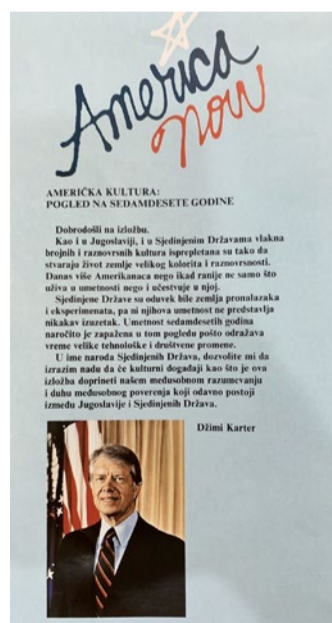 America
now
AMERIČKA KULTURA:
POGLED NA SEDAMDESETE GODINE
Dobrodošli na izložbu.
Kao i u Jugoslaviji, i u Sjedinjenim Državama vlakna
brojnih i raznovrsnih kultura isprepletana su tako da
stvaraju život zemlje velikog kolorita i raznovrsnosti.
Danas više Amerikanaca nego ikad ranije ne samo što
uživa u umetnosti nego i učestvuje u njoj.
Sjedinjene Države su oduvek bile zemlja pronalazaka
i eksperimenata, pa ni njihova umetnost ne predstavlja
nikakav izuzetak. Umetnost sedamdesetih godina
naročito je zapažena u tom pogledu pošto odražava
vreme velike tehnološke i društvene promene.
U ime naroda Sjedinjenih Država, dozvolite mi da
izrazim nadu da će kulturni događaji kao što je ova
izložba doprineti našem međusobnom razumevanju
i duhu međusobnog poverenja koji odavno postoji
između Jugoslavije i Sjedinjenih Država.
Džimi Karter